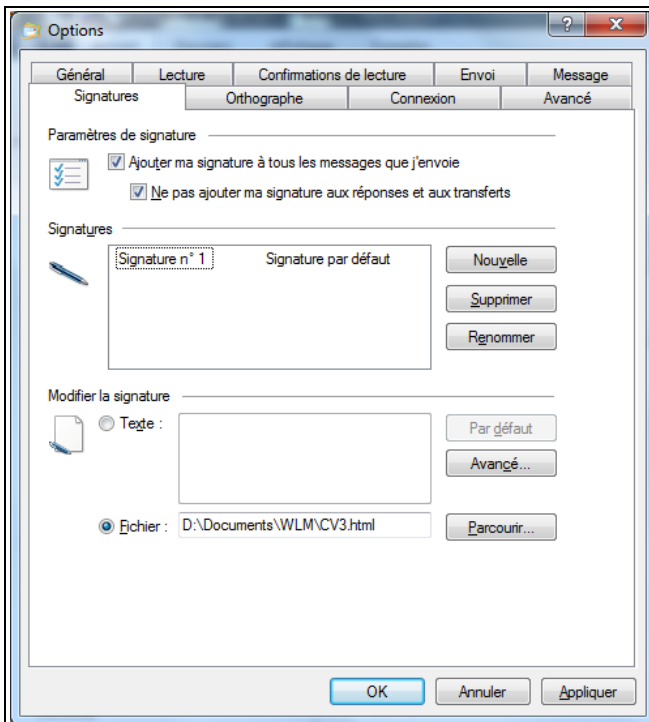 Options
Général Lecture Confirmations de lecture Envoi Message
Signatures Orthographe Connexion Avancé
Paramètres de signature
Ajouter ma signature à tous les messages que j'envoie
Ne pas ajouter ma signature aux réponses et aux transferts
Signatures
Signature n° 1 Signature par défaut
Nouvelle
Supprimer
Renommer
Modifier la signature
Texte :
Par défaut
Avancé...
Fichier : D:\Documents\WLM\CV3.html Parcourir...
OK Annuler Appliquer